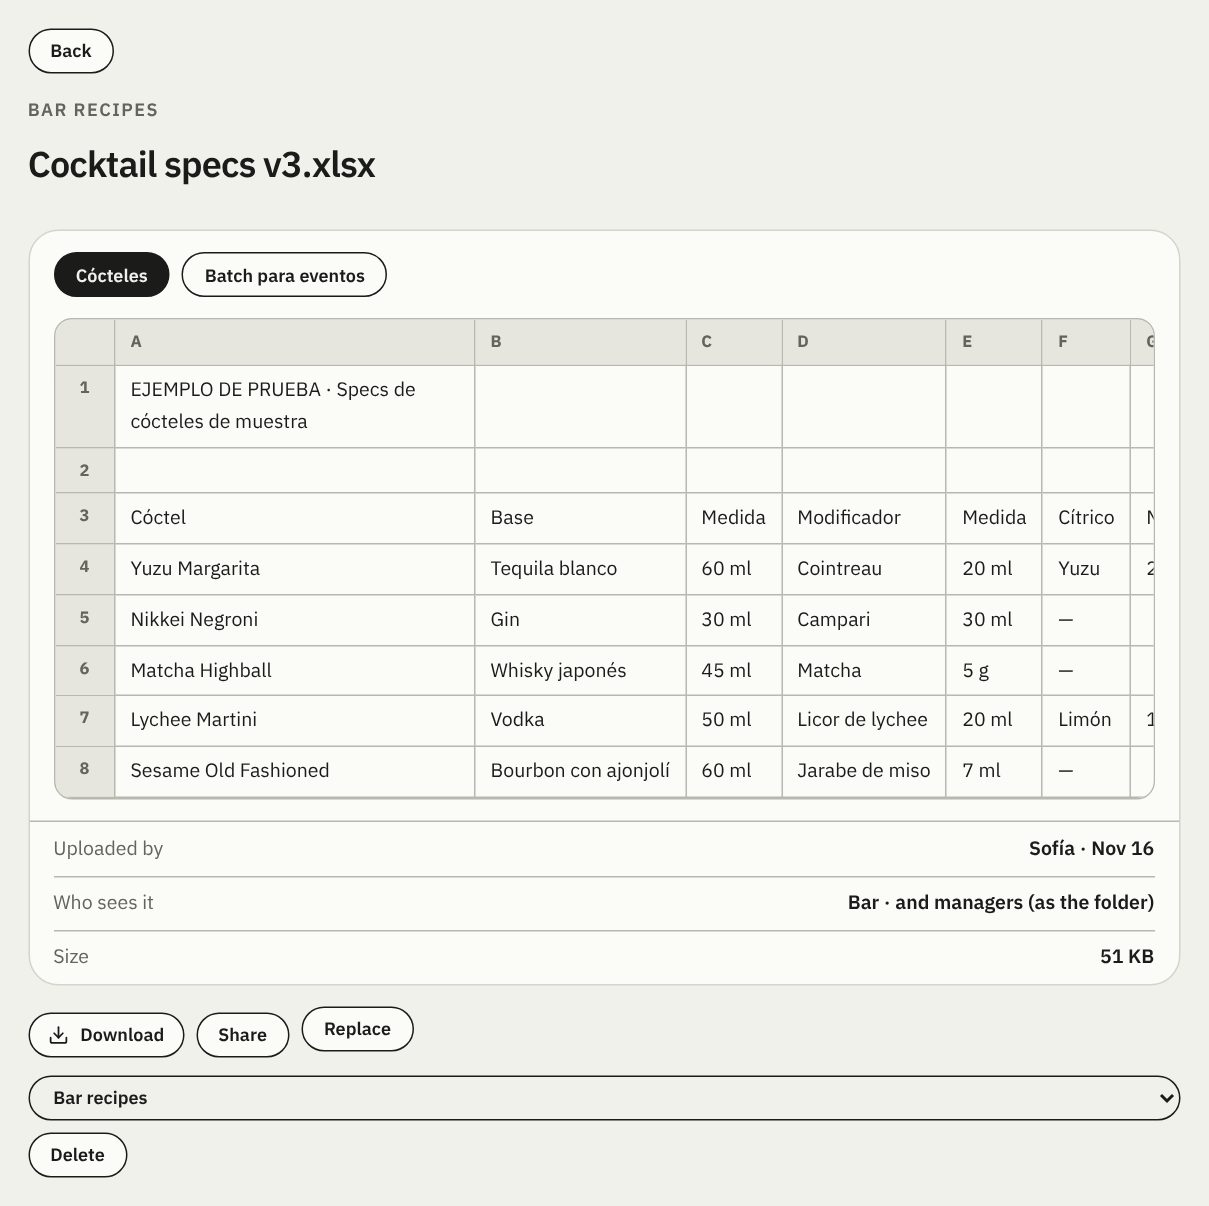 Back
BAR RECIPES
Cocktail specs v3.xlsx
Cócteles Batch para eventos
A B C D E F
1 EJEMPLO DE PRUEBA · Specs de
cócteles de muestra
2
3 Cóctel Base Medida Modificador Medida Cítrico
4 Yuzu Margarita Tequila blanco 60 ml Cointreau 20 ml Yuzu
5 Nikkei Negroni Gin 30 ml Campari 30 ml —
6 Matcha Highball Whisky japonés 45 ml Matcha 5 g —
7 Lychee Martini Vodka 50 ml Licor de lychee 20 ml Limón
8 Sesame Old Fashioned Bourbon con ajonjolí 60 ml Jarabe de miso 7 ml —
Uploaded by Sofía · Nov 16
Who sees it Bar · and managers (as the folder)
Size 51 KB
Download Share Replace
Bar recipes
Delete